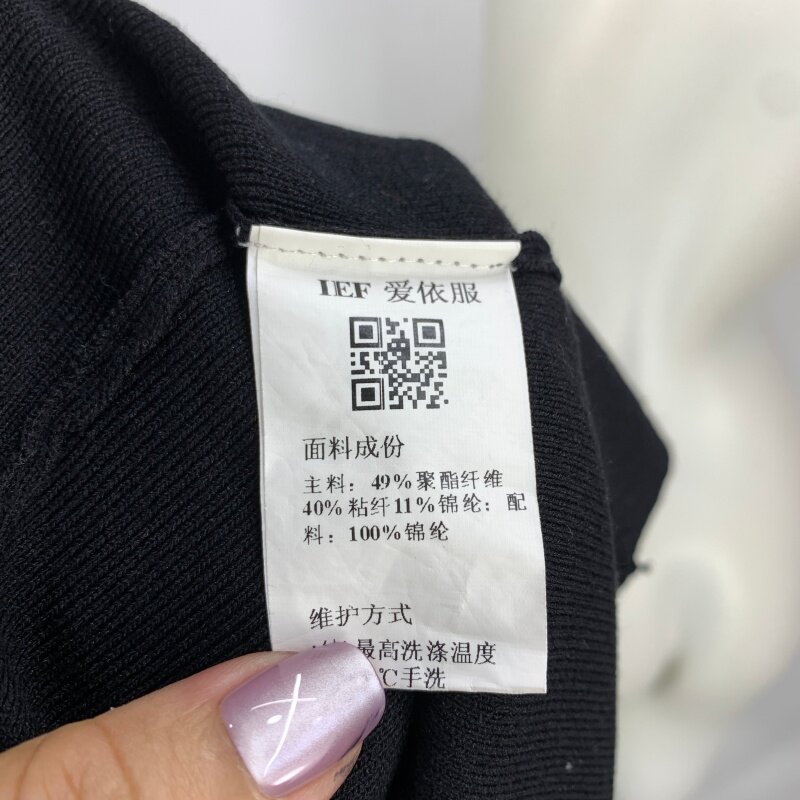 IEF 爱依服
面料成份
主料：49%聚酯纤维
40%粘纤11%锦纶；配
料：100%锦纶
维护方式
最高洗涤温度
℃手洗